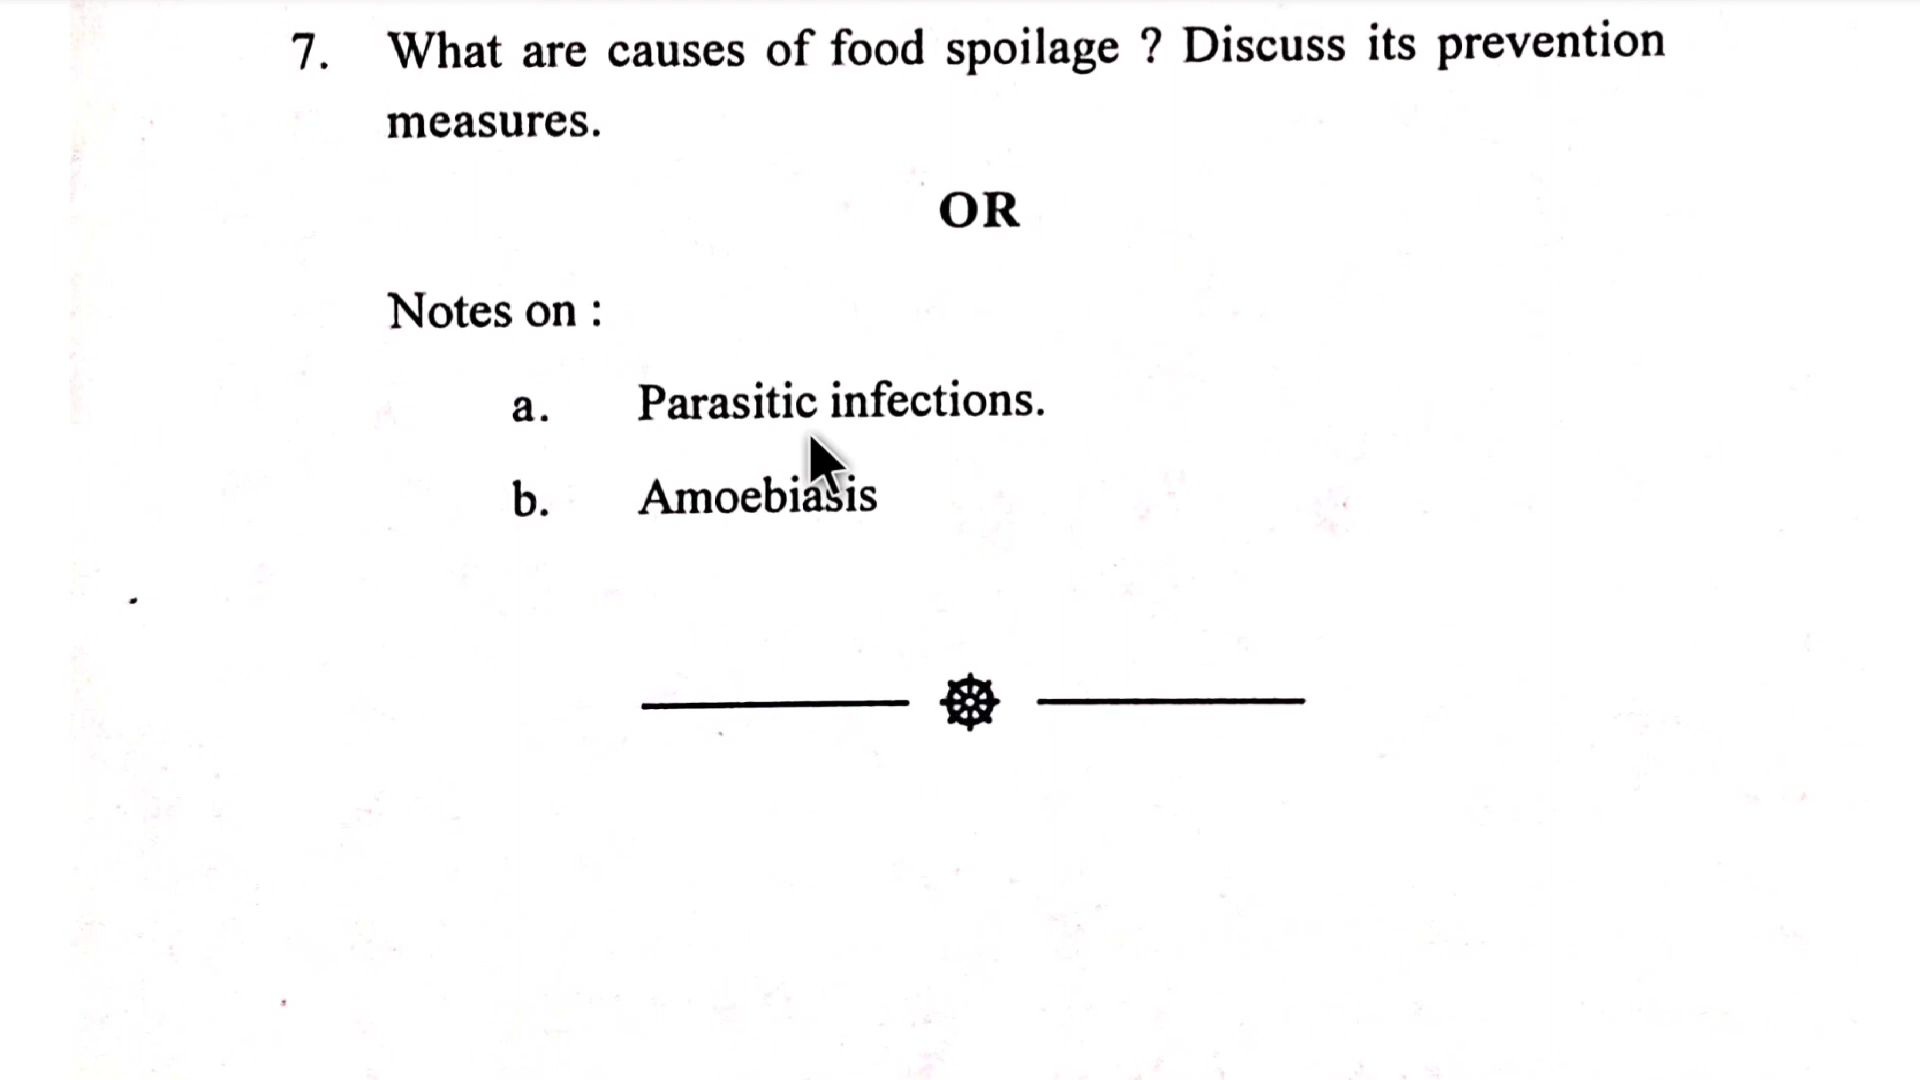 7. What are causes of food spoilage ? Discuss its prevention
measures.
OR
Notes on :
a. Parasitic infections.
b. Amoebiasis